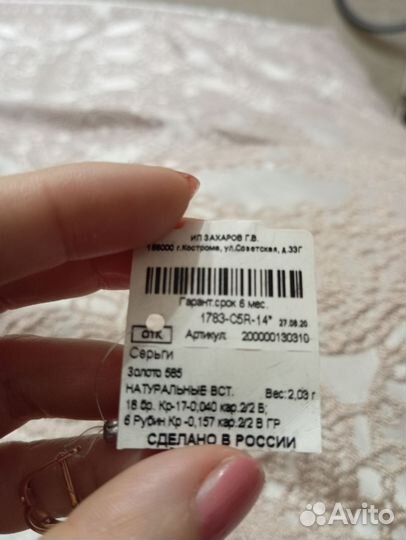 ИП ЗАХАРОВ Г.В.
156000 г.Кострома, ул.Советская, д.33Г
Гарант.срок 6 мес.
1783-С5R-14* 27.08.20
ОТК Артикул: 200000130310
Серьги
Золото 585
НАТУРАЛЬНЫЕ ВСТ. Вес: 2,03 г
18 бр. Кр-17-0,040 кар.2/2 Б;
6 Рубин Кр -0,157 кар.2/2 В ГР
СДЕЛАНО В РОССИИ
Avito